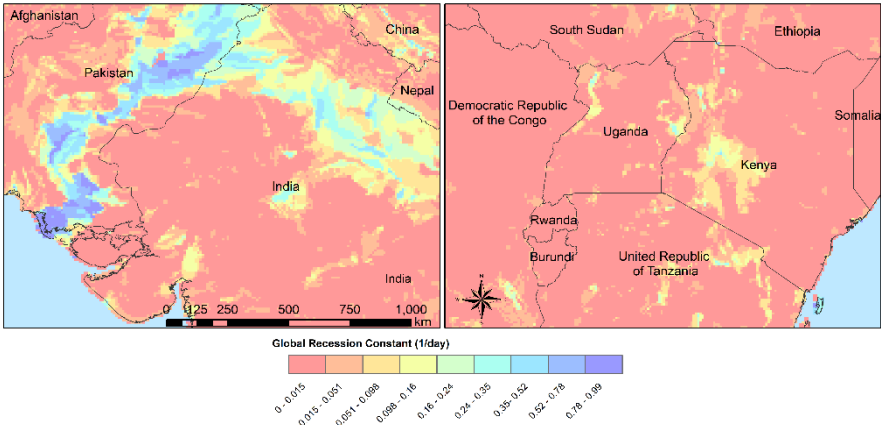 Afghanistan
China
Pakistan
Nepal
India
India
0 125 250 500 750 1,000
km
South Sudan
Ethiopia
Democratic Republic
of the Congo
Somalia
Uganda
Kenya
Rwanda
Burundi
United Republic
of Tanzania
N
W
E
S
Global Recession Constant (1/day)
0 - 0.015
0.015 - 0.051
0.051 - 0.098
0.098 - 0.16
0.16 - 0.24
0.24 - 0.35
0.35 - 0.52
0.52 - 0.78
0.78 - 0.99